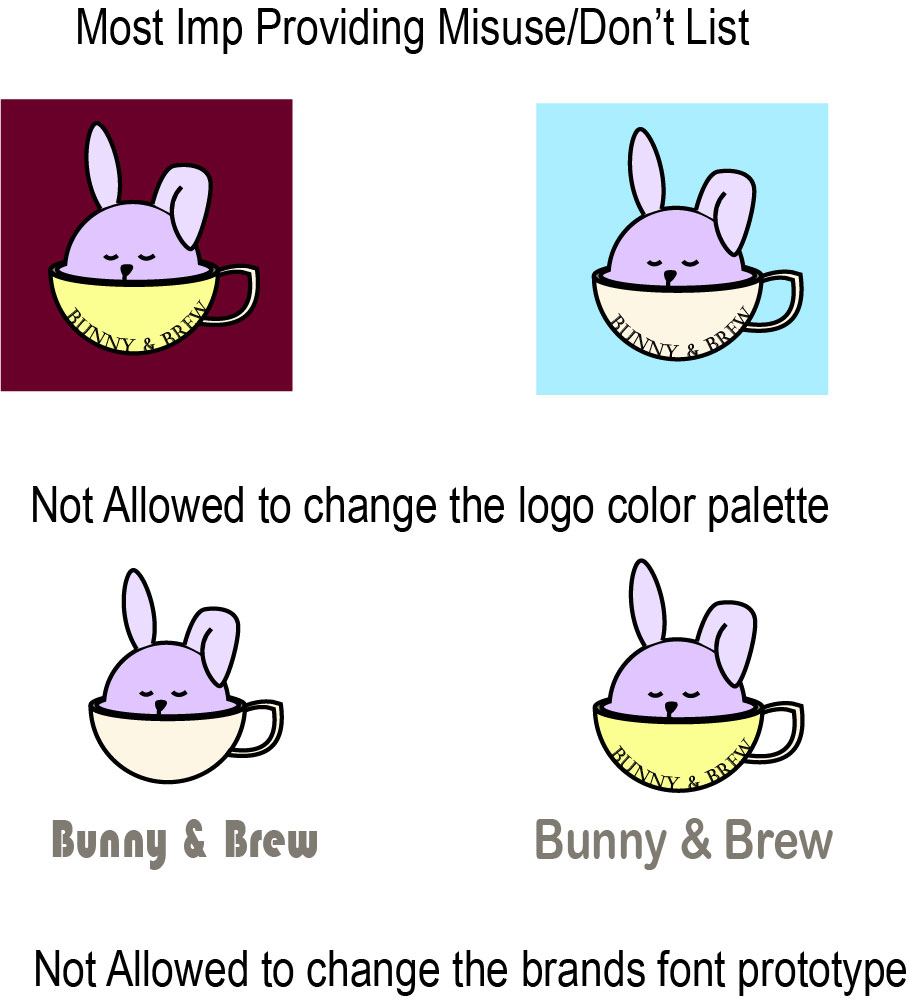 Most Imp Providing Misuse/Don’t List
BUNNY & BREW
BUNNY & BREW
Not Allowed to change the logo color palette
BUNNY & BREW
Bunny & Brew
Bunny & Brew
Not Allowed to change the brands font prototype